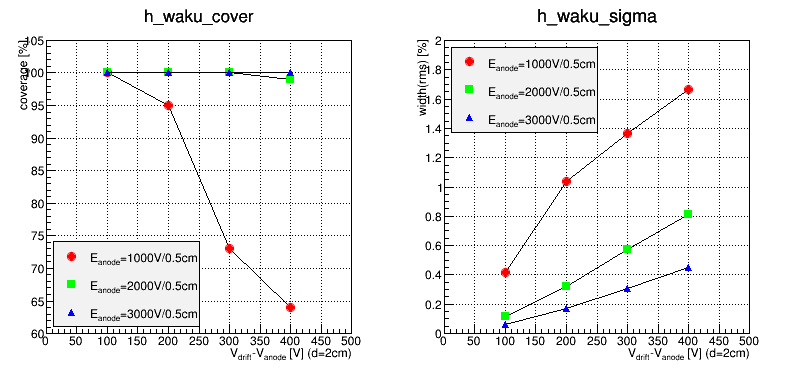 h_waku_cover
coverage [%]
105
100
95
90
85
80
75
70
65
60
E_anode=1000V/0.5cm
E_anode=2000V/0.5cm
E_anode=3000V/0.5cm
0 50 100 150 200 250 300 350 400 450 500
V_drift-V_anode [V] (d=2cm)
h_waku_sigma
width(rms) [%]
2
1.8
1.6
1.4
1.2
1
0.8
0.6
0.4
0.2
0
E_anode=1000V/0.5cm
E_anode=2000V/0.5cm
E_anode=3000V/0.5cm
0 50 100 150 200 250 300 350 400 450 500
V_drift-V_anode [V] (d=2cm)